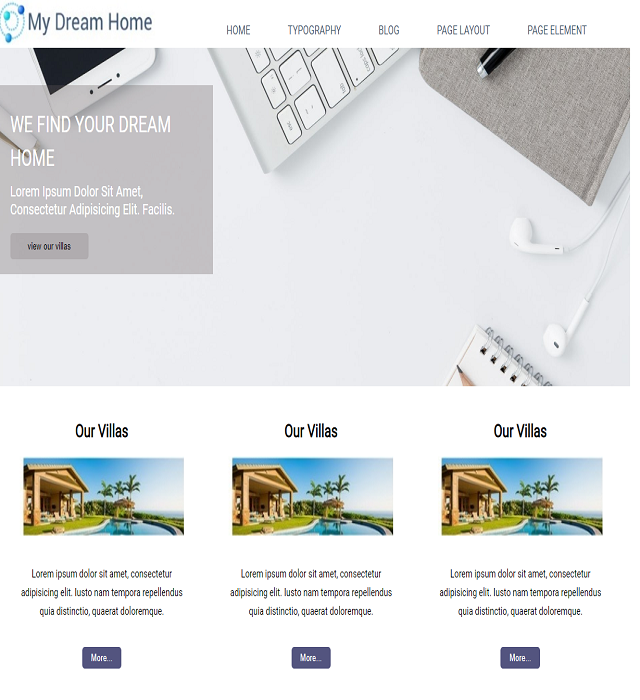 My Dream Home
HOME TYPOGRAPHY BLOG PAGE LAYOUT PAGE ELEMENT
WE FIND YOUR DREAM
HOME
Lorem Ipsum Dolor Sit Amet,
Consectetur Adipisicing Elit. Facilis.
view our villas
esc
Our Villas
Our Villas
Our Villas
Lorem ipsum dolor sit amet, consectetur
adipisicing elit. Iusto nam tempora repellendus
quia distinctio, quaerat doloremque.
Lorem ipsum dolor sit amet, consectetur
adipisicing elit. Iusto nam tempora repellendus
quia distinctio, quaerat doloremque.
Lorem ipsum dolor sit amet, consectetur
adipisicing elit. Iusto nam tempora repellendus
quia distinctio, quaerat doloremque.
More...
More...
More...